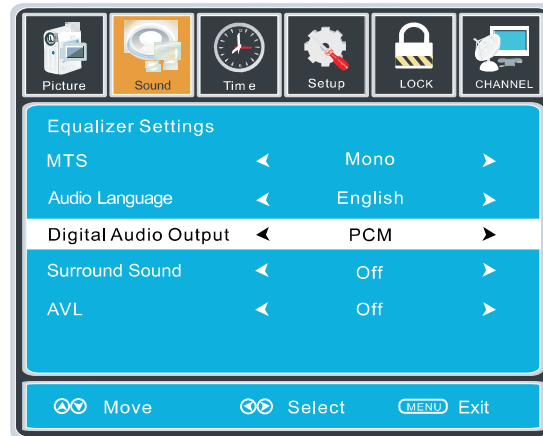 Picture Sound Time Setup LOCK CHANNEL
Equalizer Settings
MTS Mono
Audio Language English
Digital Audio Output PCM
Surround Sound Off
AVL Off
Move Select MENU Exit